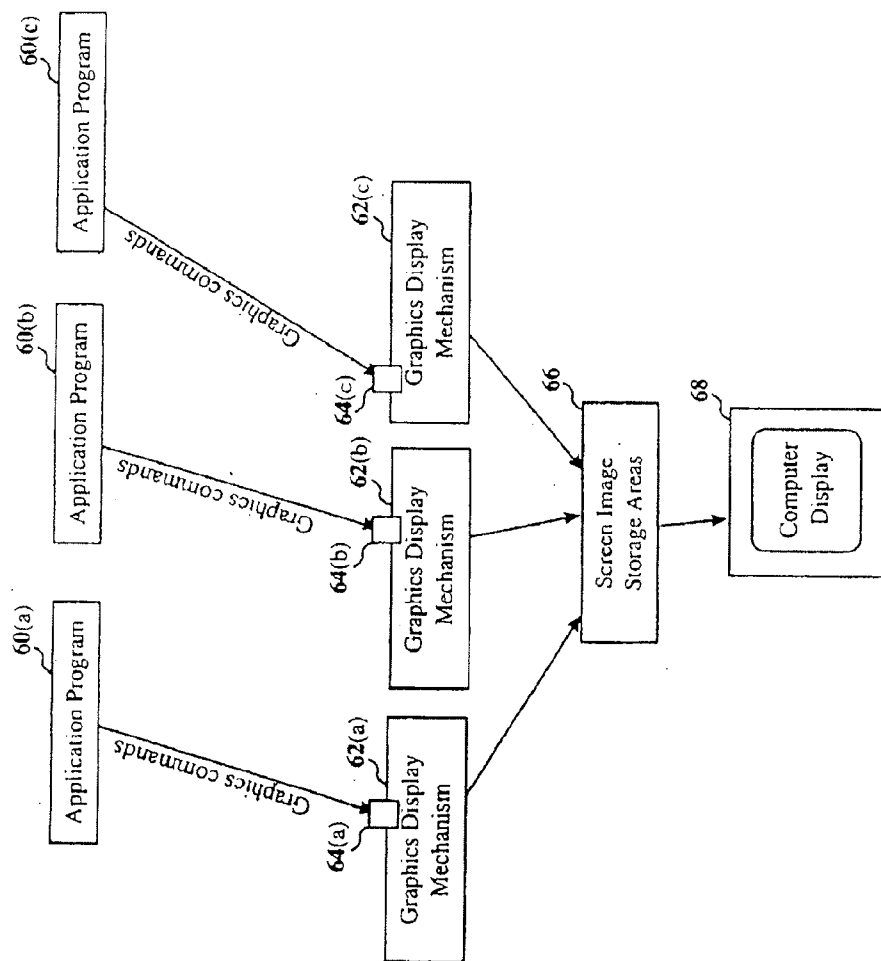 60(a)
Application Program
60(b)
Application Program
60(c)
Application Program
Graphics commands
Graphics commands
Graphics commands
64(a)
62(a)
Graphics Display
Mechanism
64(b)
62(b)
Graphics Display
Mechanism
64(c)
62(c)
Graphics Display
Mechanism
66
Screen Image
Storage Areas
68
Computer
Display